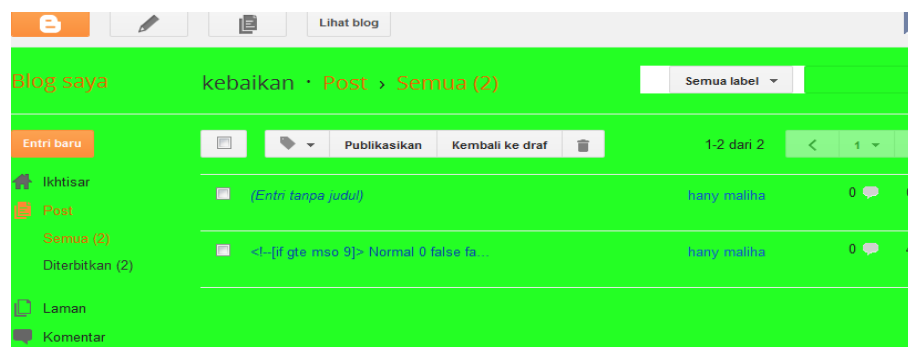 Lihat blog
Blog saya
kebaikan · Post › Semua (2)
Semua label
Entri baru
Publikasikan
Kembali ke draf
1-2 dari 2
1
Ikhtisar
(Entri tanpa judul)
hany maliha
0
Post
Semua (2)
<!--[if gte mso 9]> Normal 0 false fa...
hany maliha
0
Diterbitkan (2)
Laman
Komentar